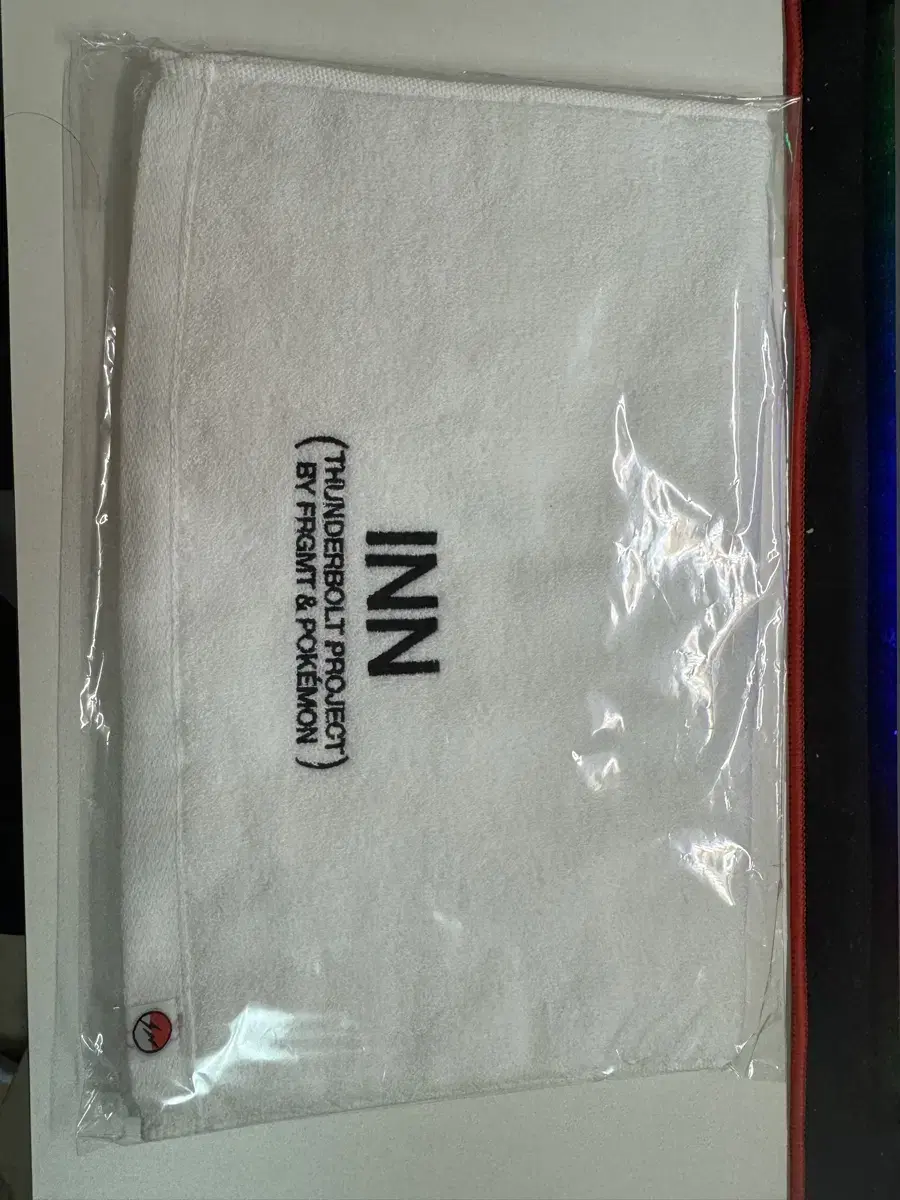 INN
(THUNDERBOLT PROJECT
BY FRGMT & POKÉMON)